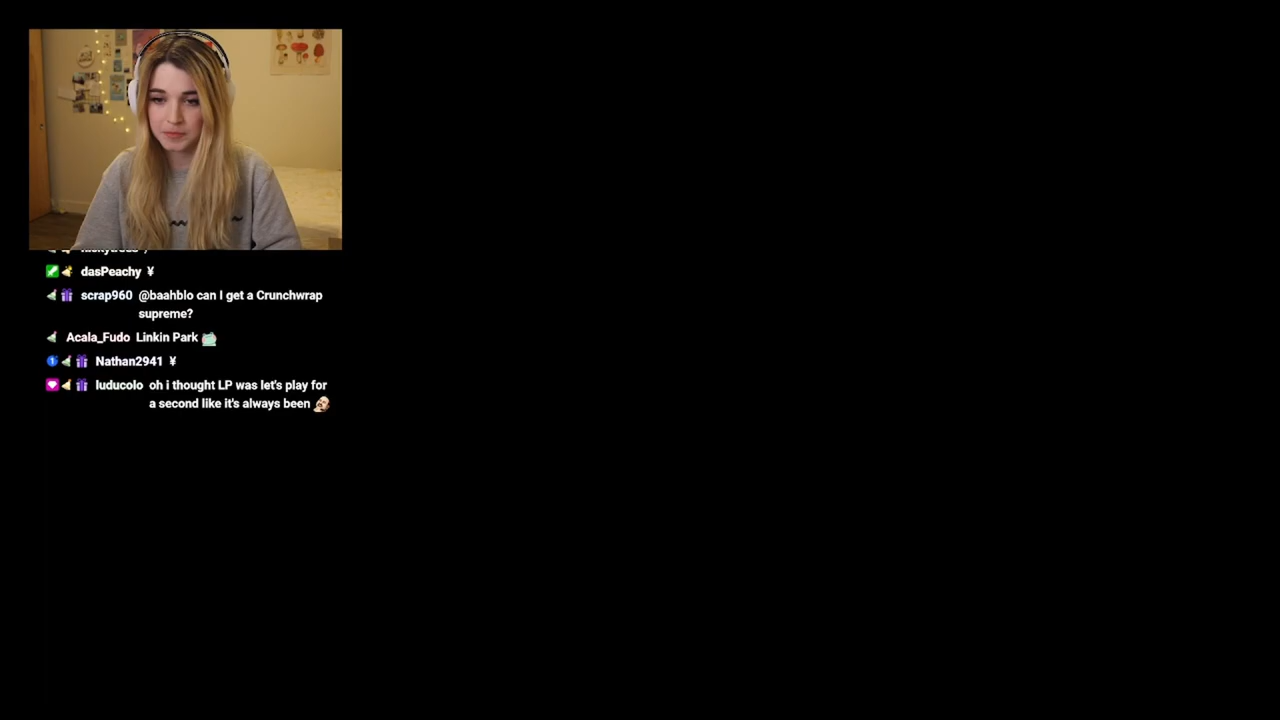 dasPeachy ¥
scrap960 @baahblo can I get a Crunchwrap
supreme?
Acala_Fudo Linkin Park
Nathan2941 ¥
luducolo oh i thought LP was let's play for
a second like it's always been